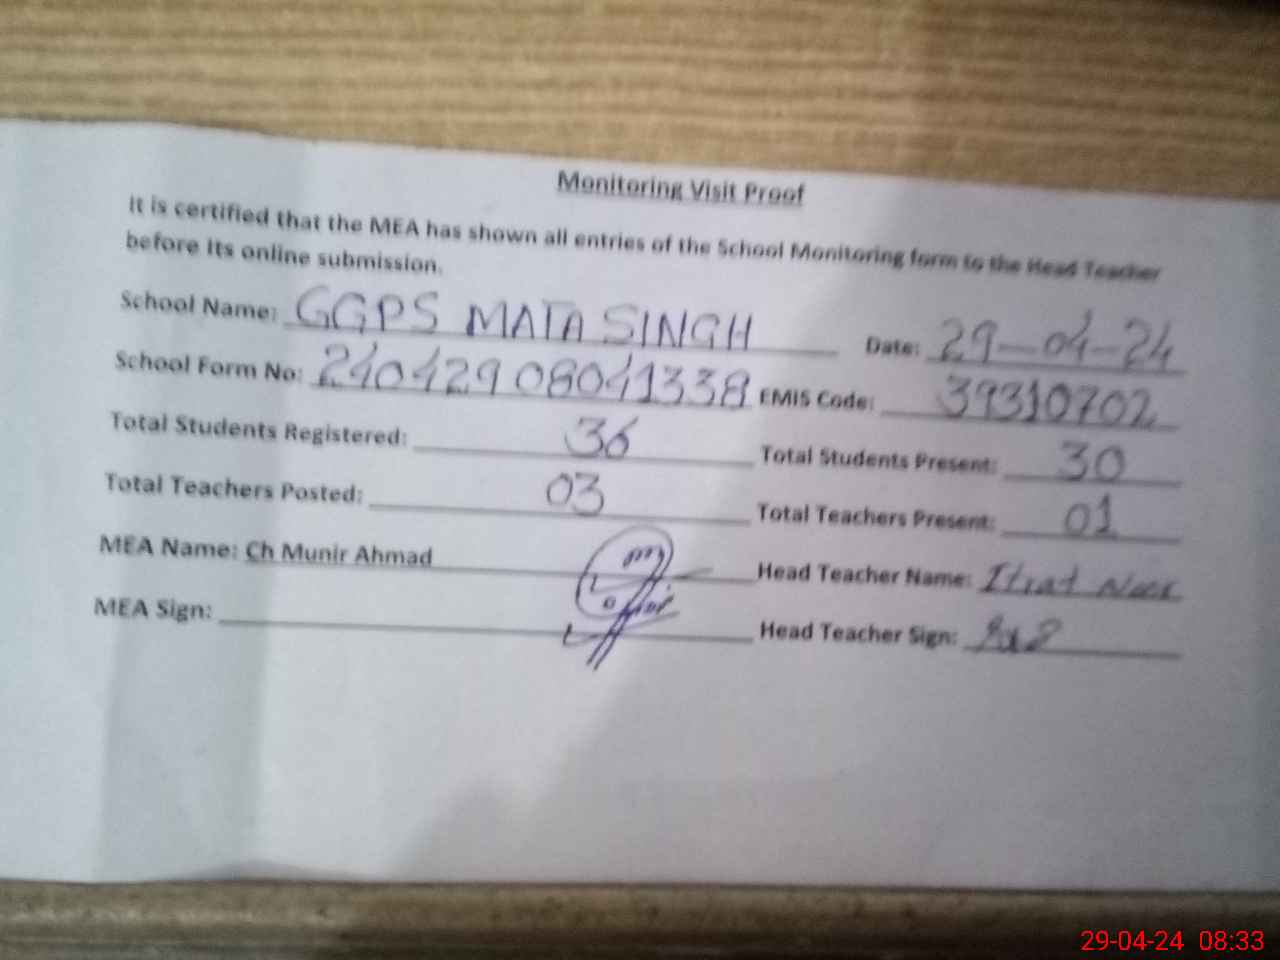 Monitoring Visit Proof
It is certified that the MEA has shown all entries of the School Monitoring form to the Head Teacher
before Its online submission.
School Name: GGPS MATA SINGH Date: 29-04-24
School Form No: 24042908041338 EMIS Code: 39310702
Total Students Registered: 36 Total Students Present: 30
Total Teachers Posted: 03 Total Teachers Present: 01
MEA Name: Ch Munir Ahmad Head Teacher Name: Itrat Noor
MEA Sign: Head Teacher Sign:
29-04-24 08:33